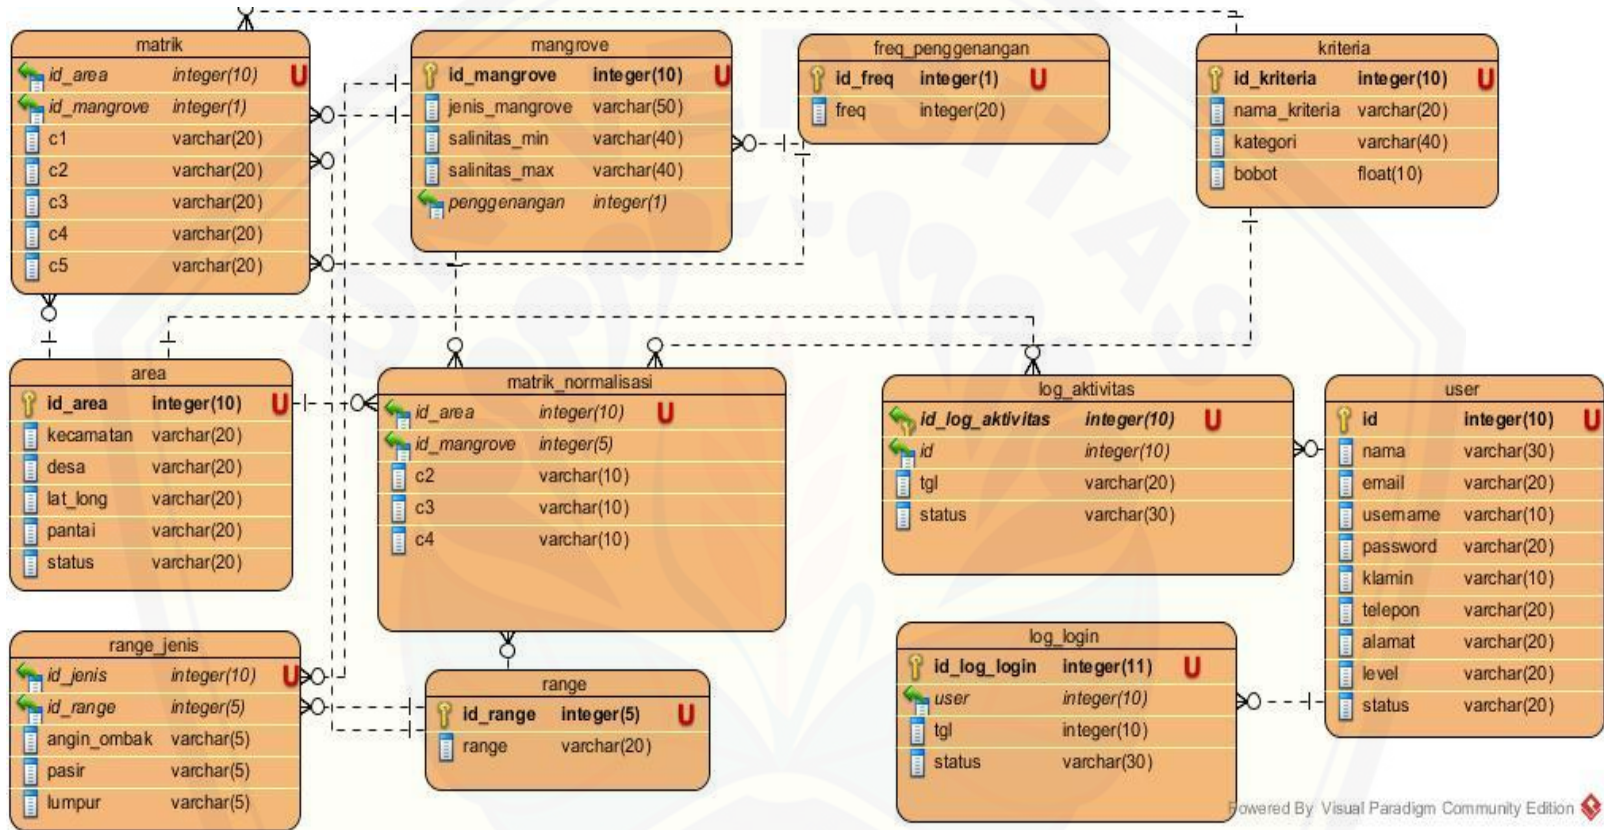 matrik
id_area integer(10) U
id_mangrove integer(1)
c1 varchar(20)
c2 varchar(20)
c3 varchar(20)
c4 varchar(20)
c5 varchar(20)
mangrove
id_mangrove integer(10) U
jenis_mangrove varchar(50)
salinitas_min varchar(40)
salinitas_max varchar(40)
penggenangan integer(1)
freq_penggenangan
id_freq integer(1) U
freq integer(20)
kriteria
id_kriteria integer(10) U
nama_kriteria varchar(20)
kategori varchar(40)
bobot float(10)
area
id_area integer(10) U
kecamatan varchar(20)
desa varchar(20)
lat_long varchar(20)
pantai varchar(20)
status varchar(20)
matrik_normalisasi
id_area integer(10) U
id_mangrove integer(5)
c2 varchar(10)
c3 varchar(10)
c4 varchar(10)
log_aktivitas
id_log_aktivitas integer(10) U
id integer(10)
tgl varchar(20)
status varchar(30)
user
id integer(10) U
nama varchar(30)
email varchar(20)
username varchar(10)
password varchar(20)
klamin varchar(10)
telepon varchar(20)
alamat varchar(20)
level varchar(20)
status varchar(20)
range_jenis
id_jenis integer(10) U
id_range integer(5)
angin_ombak varchar(5)
pasir varchar(5)
lumpur varchar(5)
range
id_range integer(5) U
range varchar(20)
log_login
id_log_login integer(11) U
user integer(10)
tgl integer(10)
status varchar(30)
Powered By Visual Paradigm Community Edition
UNIVERSITAS